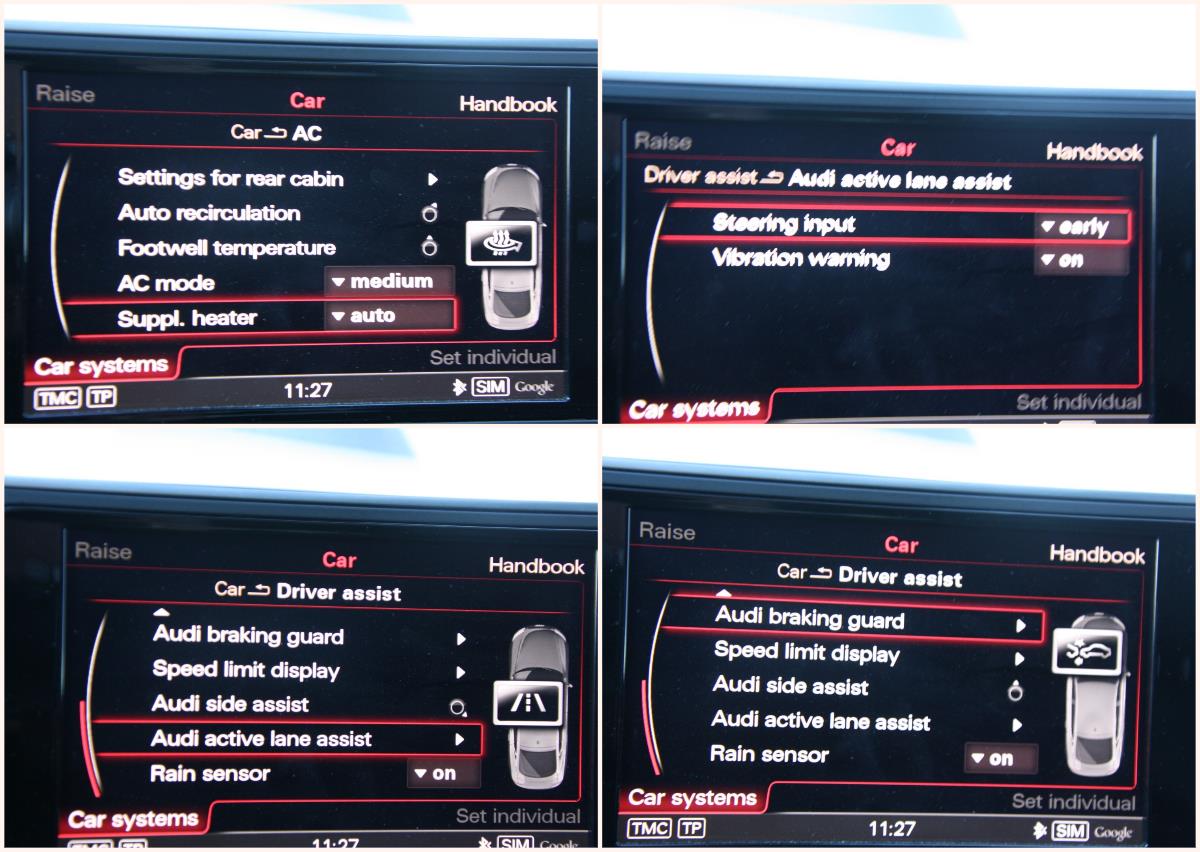 Raise Car Handbook
Car AC
Settings for rear cabin
Auto recirculation
Footwell temperature
AC mode medium
Suppl. heater auto
Car systems Set individual
TMC TP 11:27 SIM Google
Raise Car Handbook
Driver assist Audi active lane assist
Steering input early
Vibration warning on
Car systems Set individual
Raise Car Handbook
Car Driver assist
Audi braking guard
Speed limit display
Audi side assist
Audi active lane assist
Rain sensor on
Car systems Set individual
TMC TP 11:27 SIM Google
Raise Car Handbook
Car Driver assist
Audi braking guard
Speed limit display
Audi side assist
Audi active lane assist
Rain sensor on
Car systems Set individual
TMC TP 11:27 SIM Google